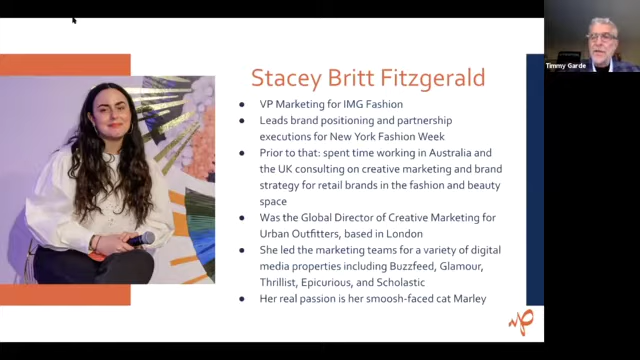 Stacey Britt Fitzgerald
● VP Marketing for IMG Fashion
● Leads brand positioning and partnership
executions for New York Fashion Week
● Prior to that: spent time working in Australia and
the UK consulting on creative marketing and brand
strategy for retail brands in the fashion and beauty
space
● Was the Global Director of Creative Marketing for
Urban Outfitters, based in London
● She led the marketing teams for a variety of digital
media properties including Buzzfeed, Glamour,
Thrillist, Epicurious, and Scholastic
● Her real passion is her smoosh-faced cat Marley
Timmy Garde